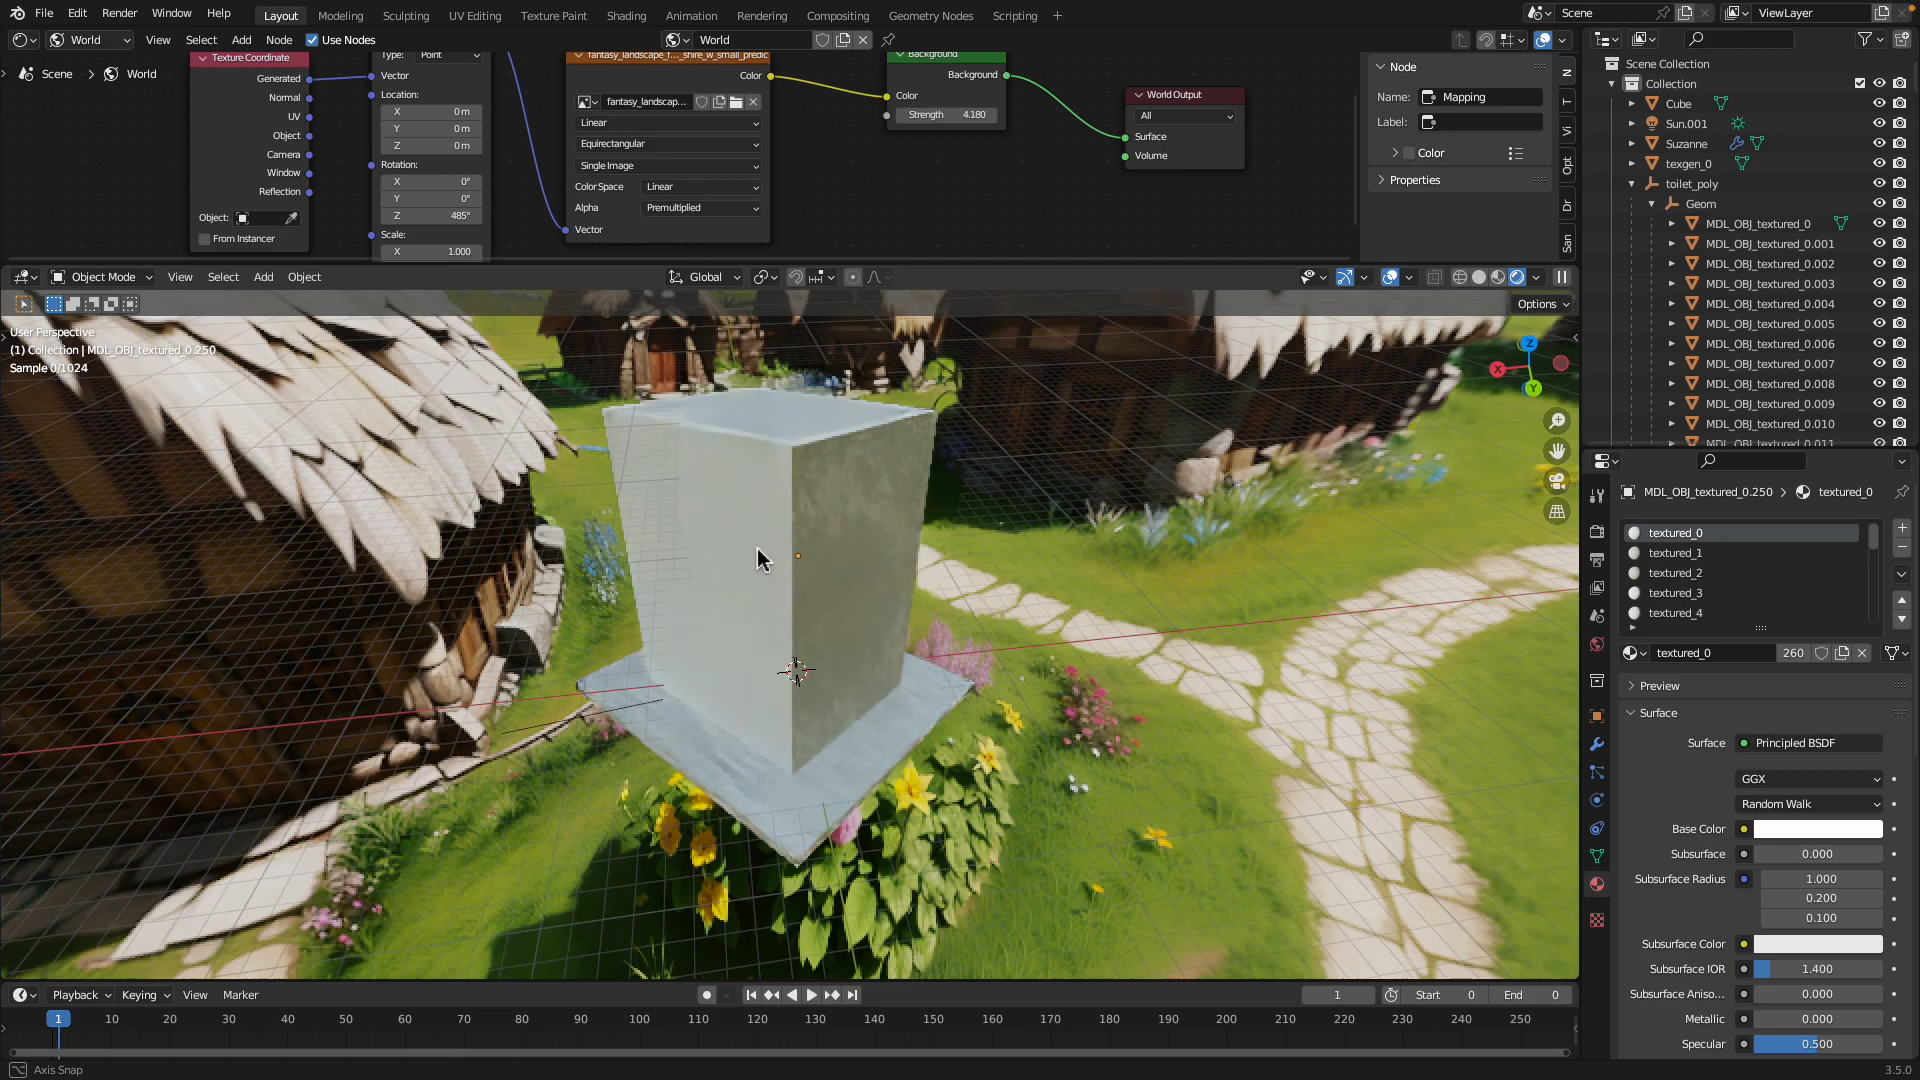 File Edit Render Window Help Layout Modeling Sculpting UV Editing Texture Paint Shading Animation Rendering Compositing Geometry Nodes Scripting + Scene ViewLayer
World View Select Add Node Use Nodes World
Scene > World
Texture Coordinate
Generated
Normal
UV
Object
Camera
Window
Reflection
Object:
From Instancer
Type: Point
Vector
Location:
X 0 m
Y 0 m
Z 0 m
Rotation:
X 0°
Y 0°
Z 485°
Scale:
X 1.000
fantasy_landscape_f..._shire_w_small_predic
Color
fantasy_landscap...
Linear
Equirectangular
Single Image
Color Space Linear
Alpha Premultiplied
Vector
Background
Background
Color
Strength 4.180
World Output
All
Surface
Volume
Node
Name: Mapping
Label:
Color
Properties
N
T
Vi
Opt
Dr
San
Object Mode View Select Add Object Global
Options
User Perspective
(1) Collection | MDL_OBJ_textured_0.250
Sample 0/1024
Z
X
Y
Scene Collection
Collection
Cube
Sun.001
Suzanne
texgen_0
toilet_poly
Geom
MDL_OBJ_textured_0
MDL_OBJ_textured_0.001
MDL_OBJ_textured_0.002
MDL_OBJ_textured_0.003
MDL_OBJ_textured_0.004
MDL_OBJ_textured_0.005
MDL_OBJ_textured_0.006
MDL_OBJ_textured_0.007
MDL_OBJ_textured_0.008
MDL_OBJ_textured_0.009
MDL_OBJ_textured_0.010
MDL_OBJ_textured_0.011
MDL_OBJ_textured_0.250 > textured_0
textured_0
textured_1
textured_2
textured_3
textured_4
textured_0 260
Preview
Surface
Surface Principled BSDF
GGX
Random Walk
Base Color
Subsurface 0.000
Subsurface Radius 1.000
0.200
0.100
Subsurface Color
Subsurface IOR 1.400
Subsurface Aniso... 0.000
Metallic 0.000
Specular 0.500
Playback Keying View Marker 1 Start 0 End 0
1 10 20 30 40 50 60 70 80 90 100 110 120 130 140 150 160 170 180 190 200 210 220 230 240 250
Axis Snap 3.5.0